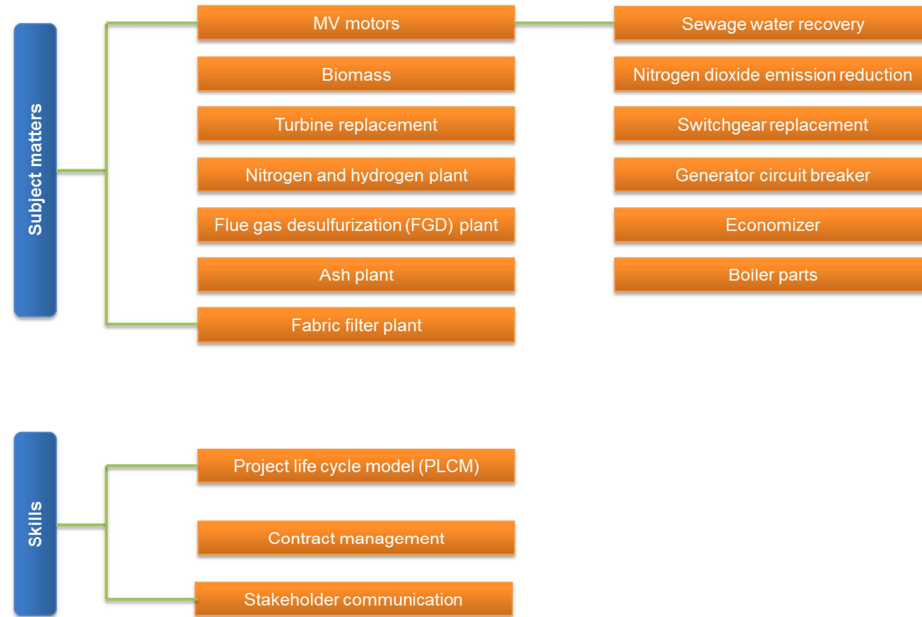 Subject matters
MV motors
Biomass
Turbine replacement
Nitrogen and hydrogen plant
Flue gas desulfurization (FGD) plant
Ash plant
Fabric filter plant
Sewage water recovery
Nitrogen dioxide emission reduction
Switchgear replacement
Generator circuit breaker
Economizer
Boiler parts
Skills
Project life cycle model (PLCM)
Contract management
Stakeholder communication